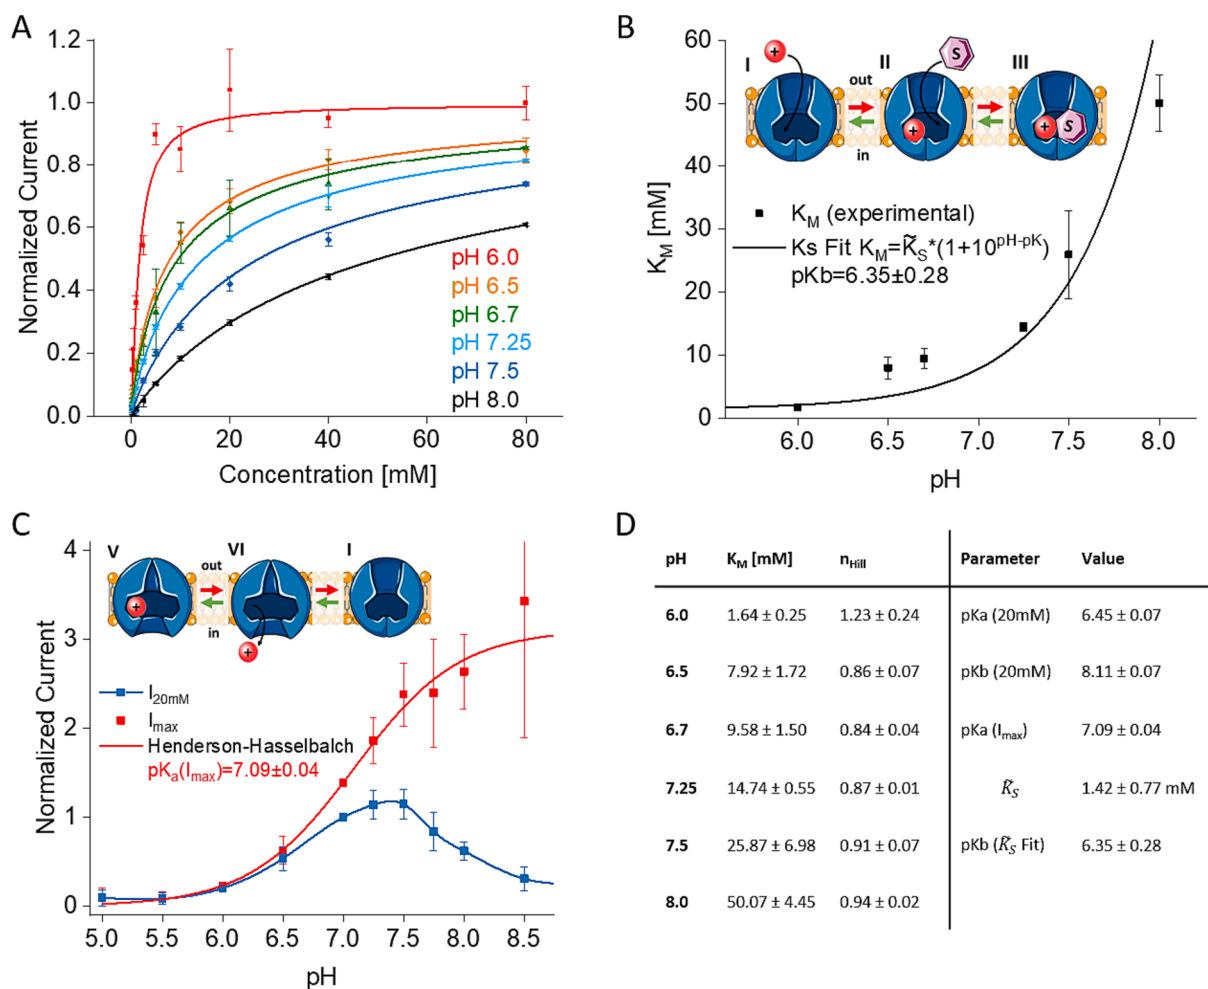 A
Normalized Current
1.2
1.0
0.8
0.6
0.4
0.2
0.0
pH 6.0
pH 6.5
pH 6.7
pH 7.25
pH 7.5
pH 8.0
0 20 40 60 80
Concentration [mM]
B
K_M [mM]
60
50
40
30
20
10
0
I II III
+ S
out
in
+ + S
K_M (experimental)
Ks Fit K_M=K̃_S*(1+10^(pH-pK))
pKb=6.35±0.28
6.0 6.5 7.0 7.5 8.0
pH
C
Normalized Current
4
3
2
1
0
V VI I
out
in
+ +
I_20mM
I_max
Henderson-Hasselbalch
pK_a(I_max)=7.09±0.04
5.0 5.5 6.0 6.5 7.0 7.5 8.0 8.5
pH
D
pH K_M [mM] n_Hill Parameter Value
6.0 1.64 ± 0.25 1.23 ± 0.24 pKa (20mM) 6.45 ± 0.07
6.5 7.92 ± 1.72 0.86 ± 0.07 pKb (20mM) 8.11 ± 0.07
6.7 9.58 ± 1.50 0.84 ± 0.04 pKa (I_max) 7.09 ± 0.04
7.25 14.74 ± 0.55 0.87 ± 0.01 K̃_S 1.42 ± 0.77 mM
7.5 25.87 ± 6.98 0.91 ± 0.07 pKb (K̃_S Fit) 6.35 ± 0.28
8.0 50.07 ± 4.45 0.94 ± 0.02